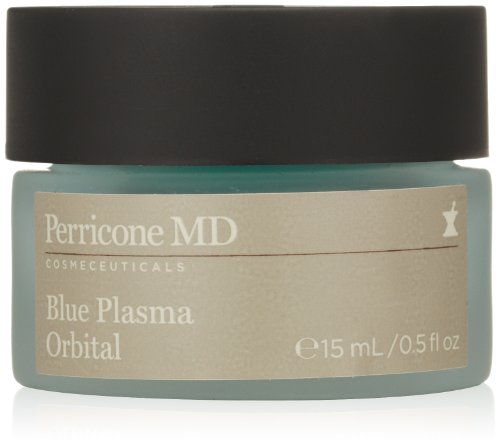 Perricone MD
COSMECEUTICALS
Blue Plasma
Orbital
℮15 mL/0.5 fl oz